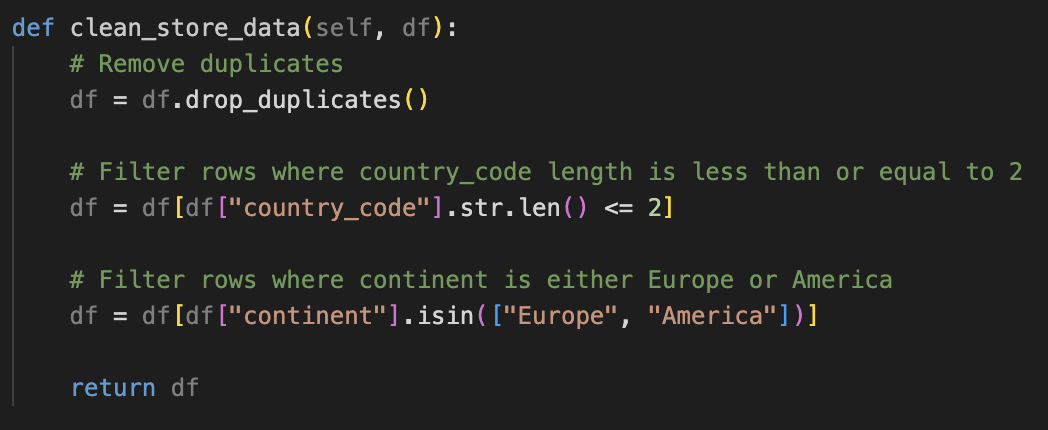 def clean_store_data(self, df):
    # Remove duplicates
    df = df.drop_duplicates()

    # Filter rows where country_code length is less than or equal to 2
    df = df[df["country_code"].str.len() <= 2]

    # Filter rows where continent is either Europe or America
    df = df[df["continent"].isin(["Europe", "America"])]

    return df